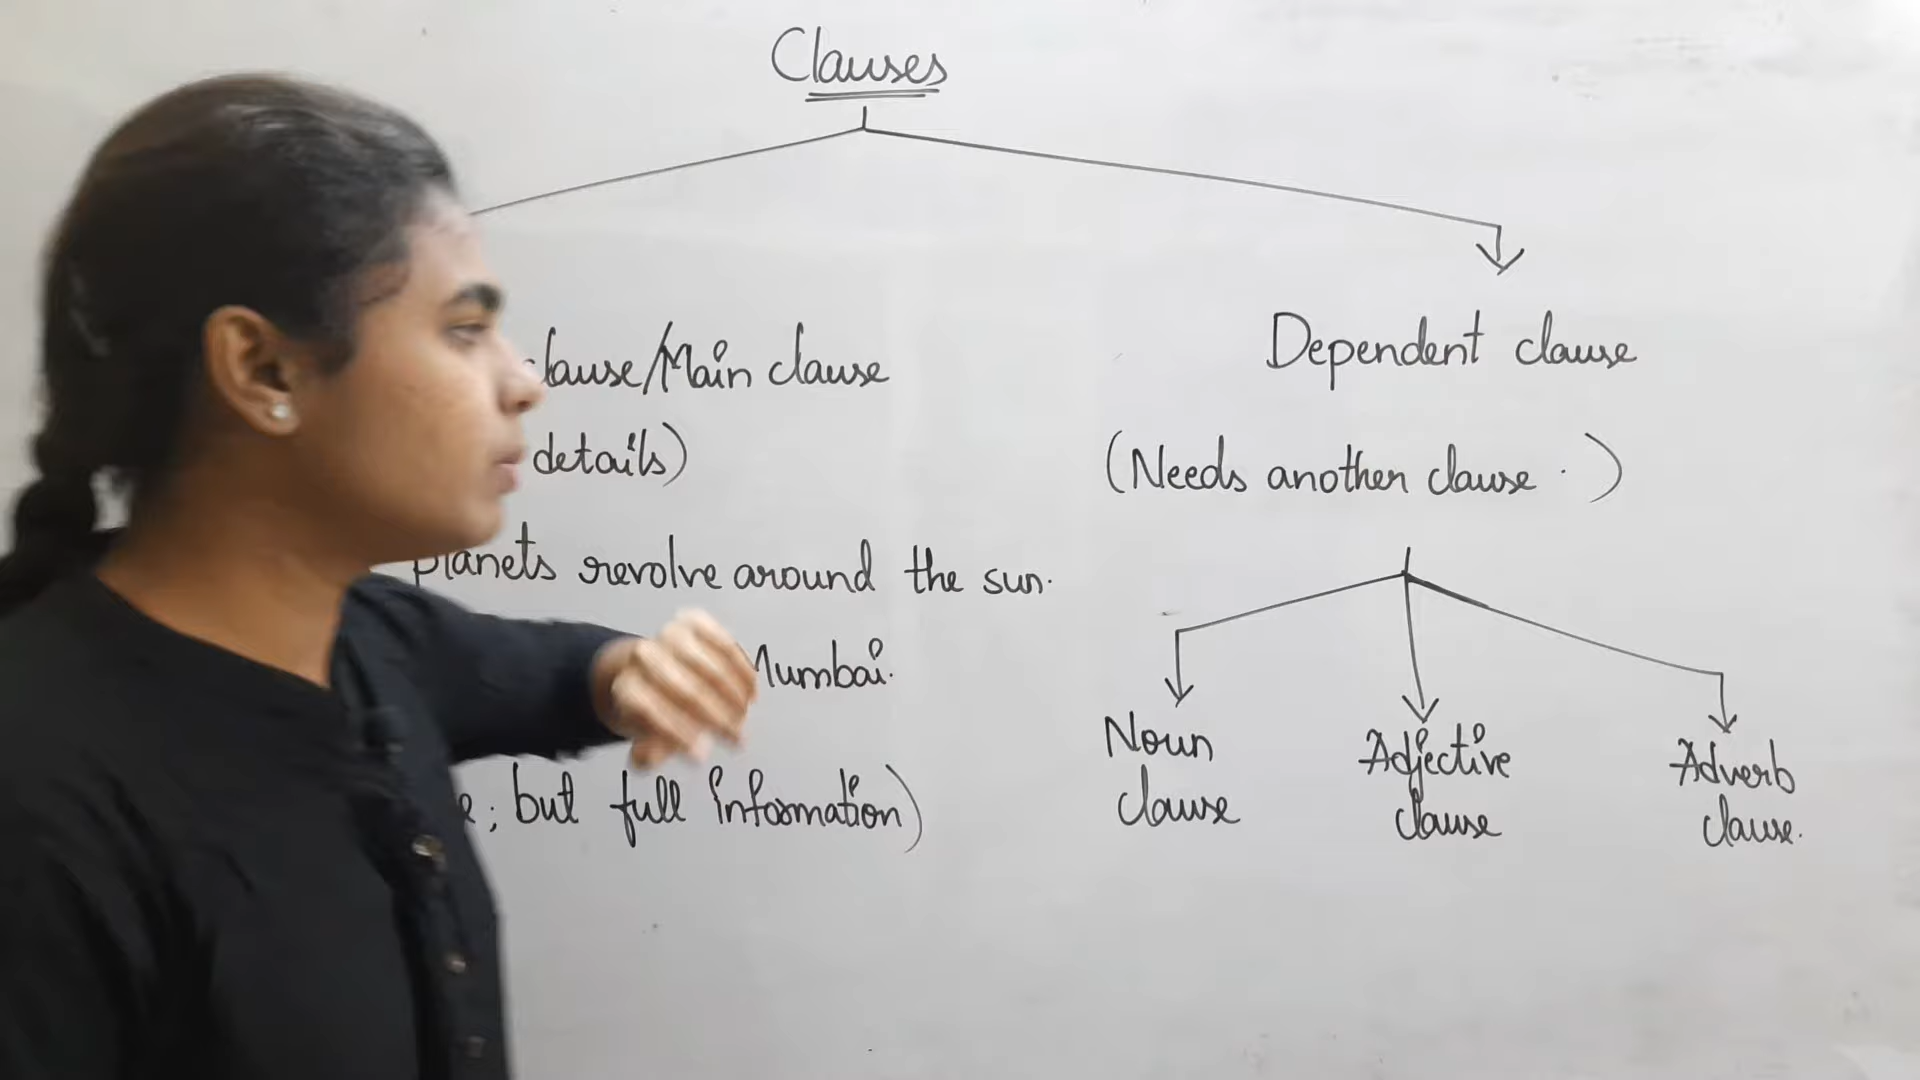 Clauses
clause/Main clause
details)
planets revolve around the sun.
Mumbai.
; but full information)
Dependent clause
(Needs another clause .)
Noun
clause
Adjective
clause
Adverb
clause.